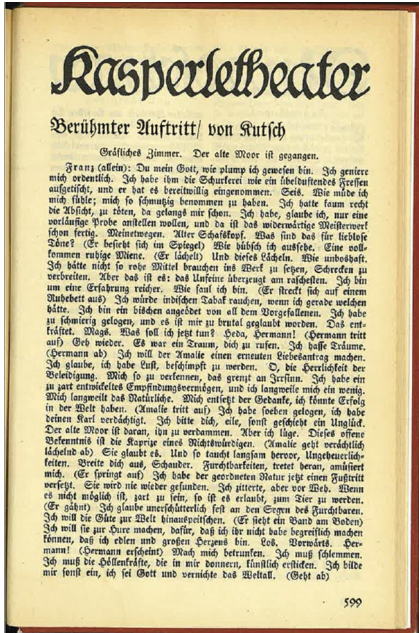 Kasperletheater
Berühmter Auftritt/ von Kutsch
Gräfliches Zimmer. Der alte Moor ist gegangen.
Franz (allein): Du mein Gott, wie plump ich gewesen bin. Ich geniere
mich ordentlich. Ich habe ihm die Schurkerei wie ein übelduftendes Fressen
aufgetischt, und er hat es bereitwillig eingenommen. Seis. Wie müde ich
mich fühle; mich so schmutzig benommen zu haben. Ich hatte kaum recht
die Absicht, zu töten, da gelangs mir schon. Ich habe, glaube ich, nur eine
vorläufige Probe anstellen wollen, und da ist das widerwärtige Meisterwerk
schon fertig. Meinetwegen. Alter Schafskopf. Was sind das für lieblose
Töne? (Er besieht sich im Spiegel) Wie hübsch ich aussehe. Eine voll-
kommen ruhige Miene. (Er lächelt) Und dieses Lächeln. Wie unboshaft.
Ich hätte nicht so rohe Mittel brauchen ins Werk zu setzen, Schrecken zu
verbreiten. Aber das ist es: das Unfeine überzeugt am raschesten. Ich bin
um eine Erfahrung reicher. Wie faul ich bin. (Er streckt sich auf einem
Ruhebett aus) Ich würde indischen Tabak rauchen, wenn ich gerade welchen
hätte. Ich bin ein bischen angeödet von all dem Vorgefallenen. Ich habe
zu schmierig gelogen, und es ist mir zu brutal geglaubt worden. Das ent-
kräftet. Mags. Was soll ich jetzt tun? Heda, Hermann! (Hermann tritt
auf) Geh wieder. Es war ein Traum, dich zu rufen. Ich hasse Träume.
(Hermann ab) Ich will der Amalie einen erneuten Liebesantrag machen.
Ich glaube, ich habe Lust, beschimpft zu werden. O, die Herrlichkeit der
Beleidigung. Mich so zu verkennen, das grenzt an Irrsinn. Ich habe ein
zu zart entwickeltes Empfindungsvermögen, und ich langweile mich ein wenig.
Mich langweilt das Natürliche. Mich entsetzt der Gedanke, ich könnte Erfolg
in der Welt haben. (Amalie tritt auf) Ich habe soeben gelogen, ich habe
deinen Karl verdächtigt. Ich bitte dich, eile, sonst geschieht ein Unglück.
Der alte Moor ist daran, ihn zu verdammen. Aber ich lüge. Dieses offene
Bekenntnis ist die Kaprize eines Nichtswürdigen. (Amalie geht verächtlich
lächelnd ab) Sie glaubt es. Und so taucht langsam hervor, Ungeheuerlich-
keiten. Breite dich aus, Schauder. Furchtbarkeiten, tretet heran, amüsiert
mich. (Er springt auf) Ich habe der geordneten Natur jetzt einen Fußtritt
versetzt. Sie wird nie wieder gesunden. Ich zittere, aber vor Weh. Wenn
es nicht möglich ist, zart zu sein, so ist es erlaubt, zum Tier zu werden.
(Er gähnt) Ich glaube unerschütterlich fest an den Segen des Furchtbaren.
Ich will die Güte zur Welt hinauspeitschen. (Er sieht ein Band am Boden)
Ich will sie zur Hure machen, dafür, daß ich ihr nicht habe begreiflich machen
können, daß ich edlen und großen Herzens bin. Los. Vorwärts. Her-
mann! (Hermann erscheint) Mach mich betrunken. Ich muß schlemmen.
Ich muß die Höllenkräfte, die in mir donnern, künstlich ersticken. Ich bilde
mir sonst ein, ich sei Gott und vernichte das Weltall. (Geht ab)
599